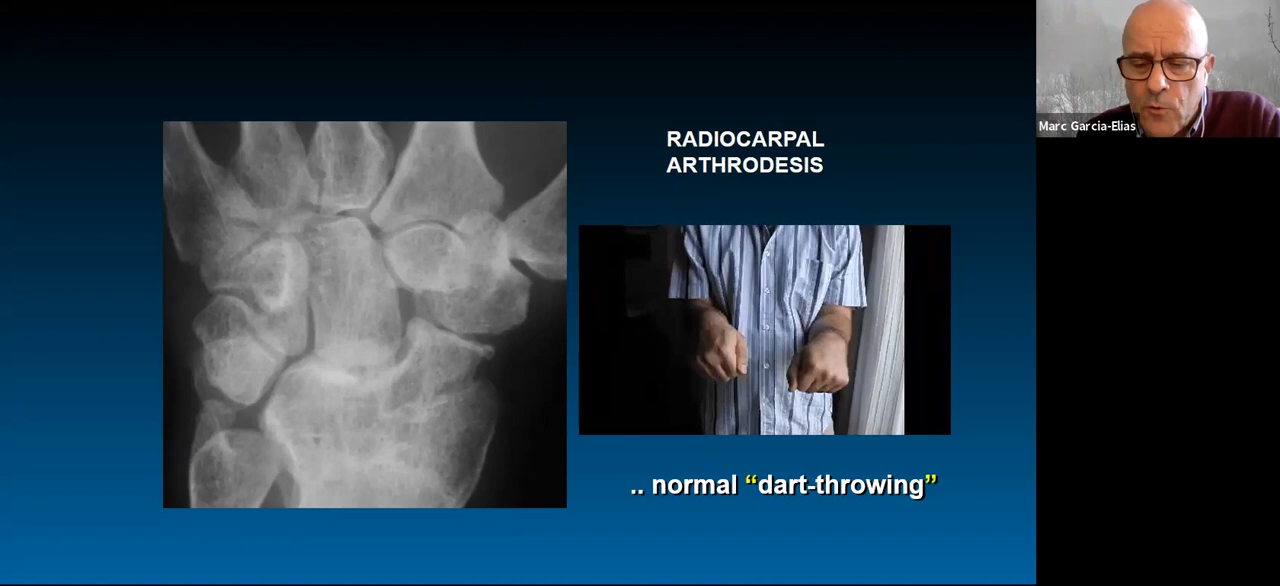 RADIOCARPAL
ARTHRODESIS
.. normal “dart-throwing”
Marc Garcia-Elias